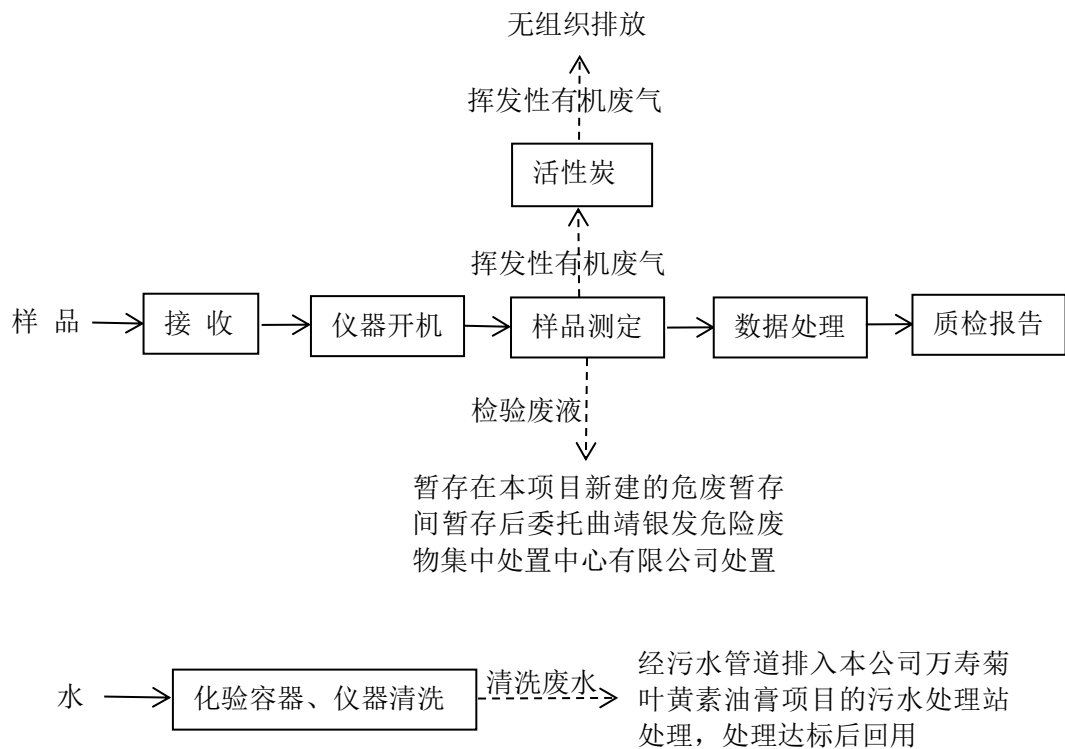 无组织排放
挥发性有机废气
活性炭
挥发性有机废气
样 品
接 收
仪器开机
样品测定
数据处理
质检报告
检验废液
暂存在本项目新建的危废暂存
间暂存后委托曲靖银发危险废
物集中处置中心有限公司处置
水
化验容器、仪器清洗
清洗废水
经污水管道排入本公司万寿菊
叶黄素油膏项目的污水处理站
处理，处理达标后回用